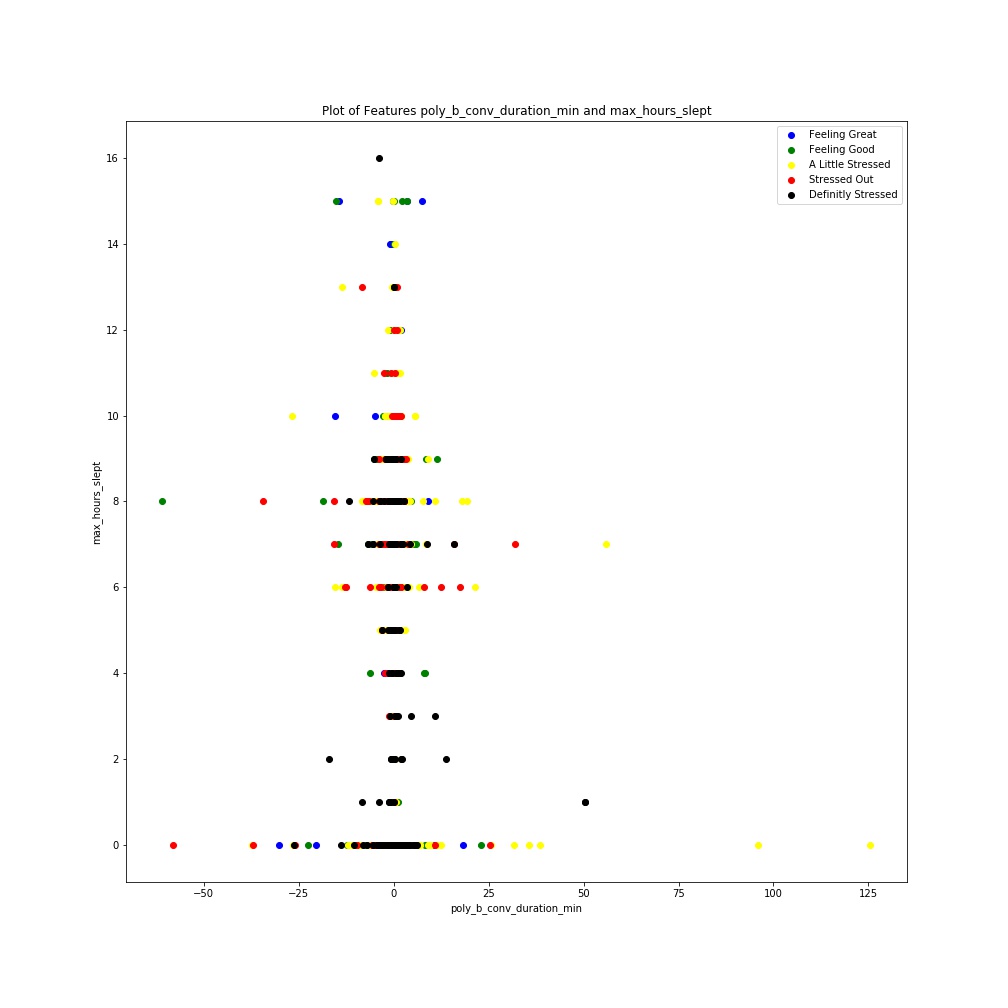 Plot of Features poly_b_conv_duration_min and max_hours_slept
Feeling Great
Feeling Good
A Little Stressed
Stressed Out
Definitly Stressed
max_hours_slept
16
14
12
10
8
6
4
2
0
−50
−25
0
25
50
75
100
125
poly_b_conv_duration_min